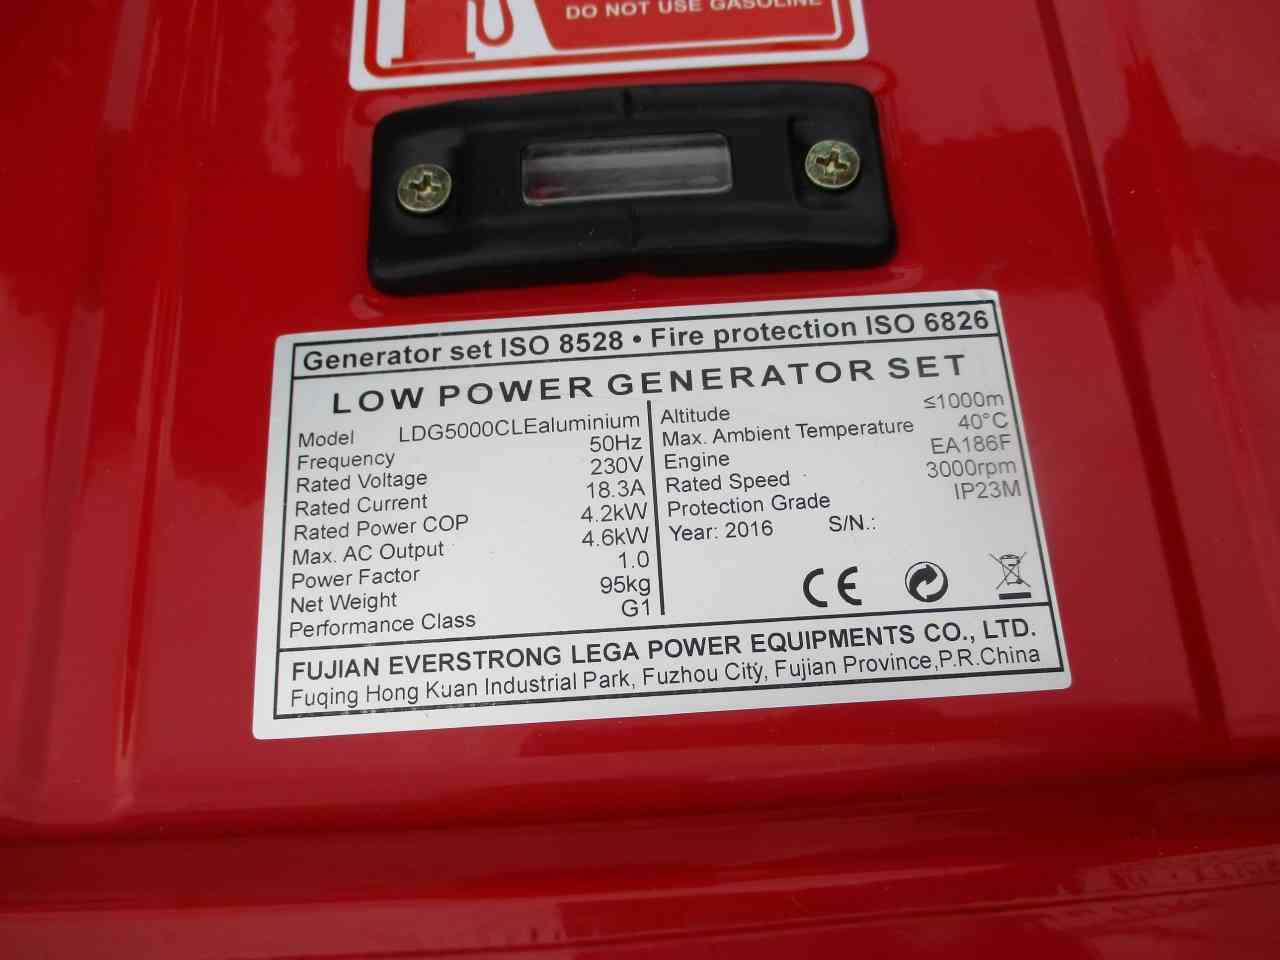 DO NOT USE GASOLINE
Generator set ISO 8528 • Fire protection ISO 6826
LOW POWER GENERATOR SET
Model LDG5000CLEaluminium
Frequency 50Hz
Rated Voltage 230V
Rated Current 18.3A
Rated Power COP 4.2kW
Max. AC Output 4.6kW
Power Factor 1.0
Net Weight 95kg
Performance Class G1
Altitude ≤1000m
Max. Ambient Temperature 40°C
Engine EA186F
Rated Speed 3000rpm
Protection Grade IP23M
Year: 2016 S/N.:
CE
FUJIAN EVERSTRONG LEGA POWER EQUIPMENTS CO., LTD.
Fuqing Hong Kuan Industrial Park, Fuzhou City, Fujian Province,P.R.China